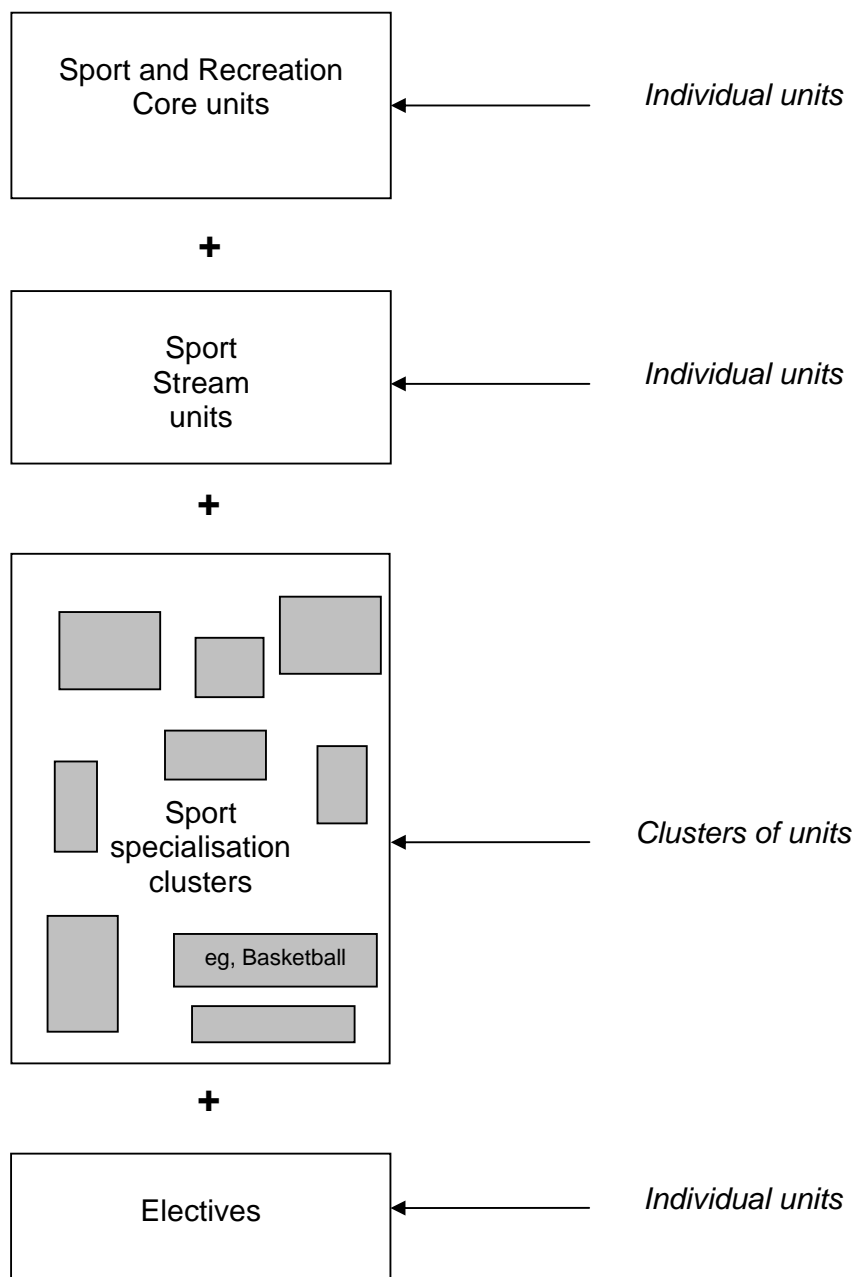 Sport and Recreation
Core units
Individual units
+
Sport
Stream
units
Individual units
+
Sport
specialisation
clusters
Clusters of units
eg, Basketball
+
Electives
Individual units